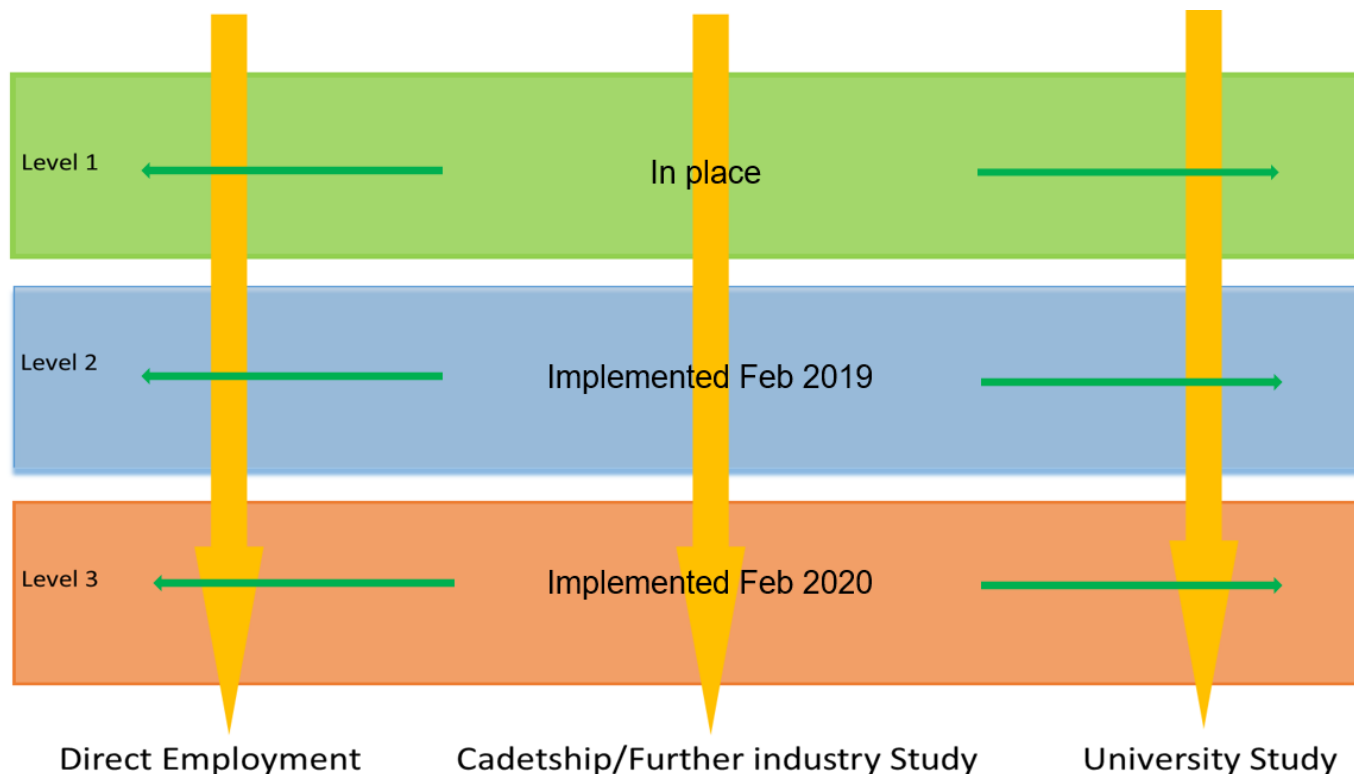 Level 1
In place
Level 2
Implemented Feb 2019
Level 3
Implemented Feb 2020
Direct Employment
Cadetship/Further industry Study
University Study